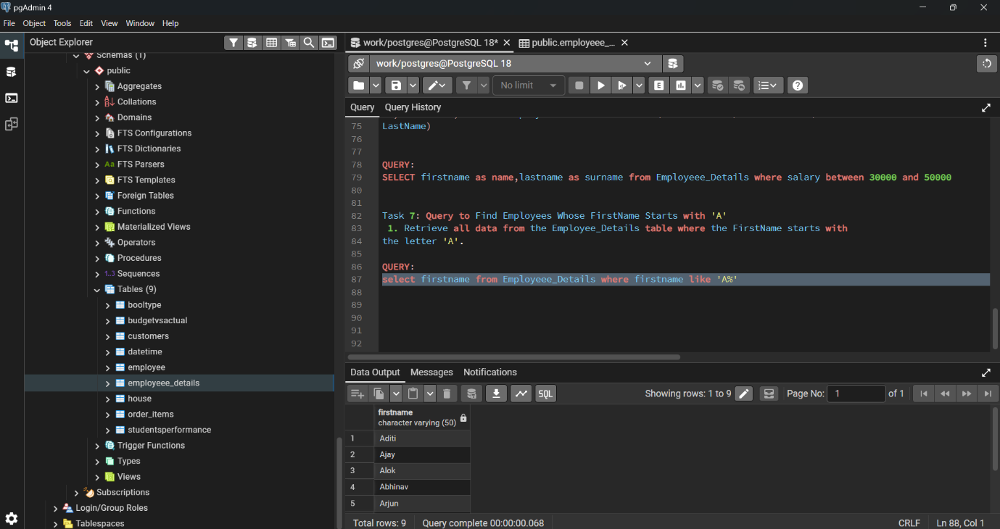 pgAdmin 4
File Object Tools Edit View Window Help
Object Explorer
Schemas (1)
public
Aggregates
Collations
Domains
FTS Configurations
FTS Dictionaries
Aa FTS Parsers
FTS Templates
Foreign Tables
Functions
Materialized Views
Operators
Procedures
1..3 Sequences
Tables (9)
booltype
budgetvsactual
customers
datetime
employee
employeee_details
house
order_items
studentsperformance
Trigger Functions
Types
Views
Subscriptions
Login/Group Roles
Tablespaces
work/postgres@PostgreSQL 18* public.employeee_...
work/postgres@PostgreSQL 18
No limit
Query Query History
75 LastName)
76
77
78 QUERY:
79 SELECT firstname as name,lastname as surname from Employeee_Details where salary between 30000 and 50000
80
81
82 Task 7: Query to Find Employees Whose FirstName Starts with 'A'
83 1. Retrieve all data from the Employee_Details table where the FirstName starts with
84 the letter 'A'.
85
86 QUERY:
87 select firstname from Employeee_Details where firstname like 'A%'
88
89
90
91
92
Data Output Messages Notifications
SQL Showing rows: 1 to 9 Page No: 1 of 1
firstname
character varying (50)
1 Aditi
2 Ajay
3 Alok
4 Abhinav
5 Arjun
Total rows: 9 Query complete 00:00:00.068 CRLF Ln 88, Col 1